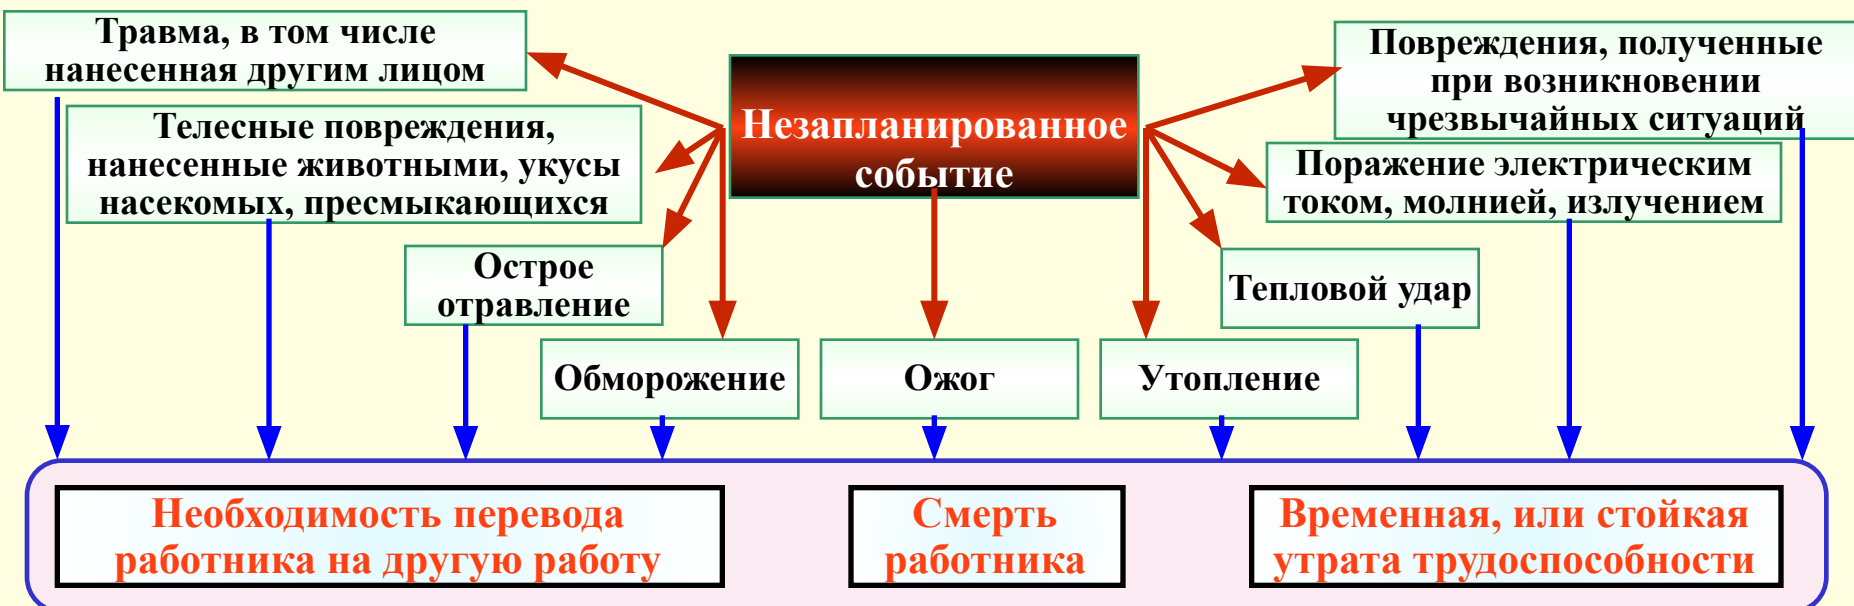 Травма, в том числе
нанесенная другим лицом
Незапланированное
событие
Повреждения, полученные
при возникновении
чрезвычайных ситуаций
Телесные повреждения,
нанесенные животными, укусы
насекомых, пресмыкающихся
Поражение электрическим
током, молнией, излучением
Острое
отравление
Тепловой удар
Обморожение
Ожог
Утопление
Необходимость перевода
работника на другую работу
Смерть
работника
Временная, или стойкая
утрата трудоспособности